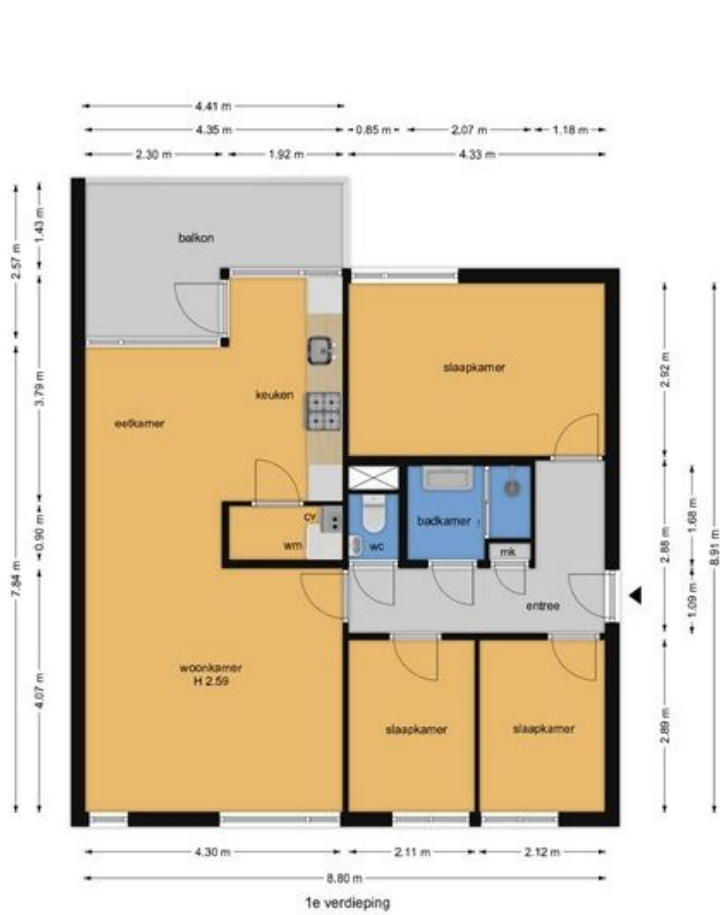 4.41 m
4.35 m
0.85 m
2.07 m
1.18 m
2.30 m
1.92 m
4.33 m
2.57 m
1.43 m
balkon
3.79 m
keuken
eetkamer
slaapkamer
2.92 m
8.91 m
7.84 m
0.90 m
cv
wm
wc
badkamer
mk
1.68 m
2.88 m
1.09 m
entree
4.07 m
woonkamer
H 2.59
slaapkamer
slaapkamer
2.89 m
4.30 m
2.11 m
2.12 m
8.80 m
1e verdieping